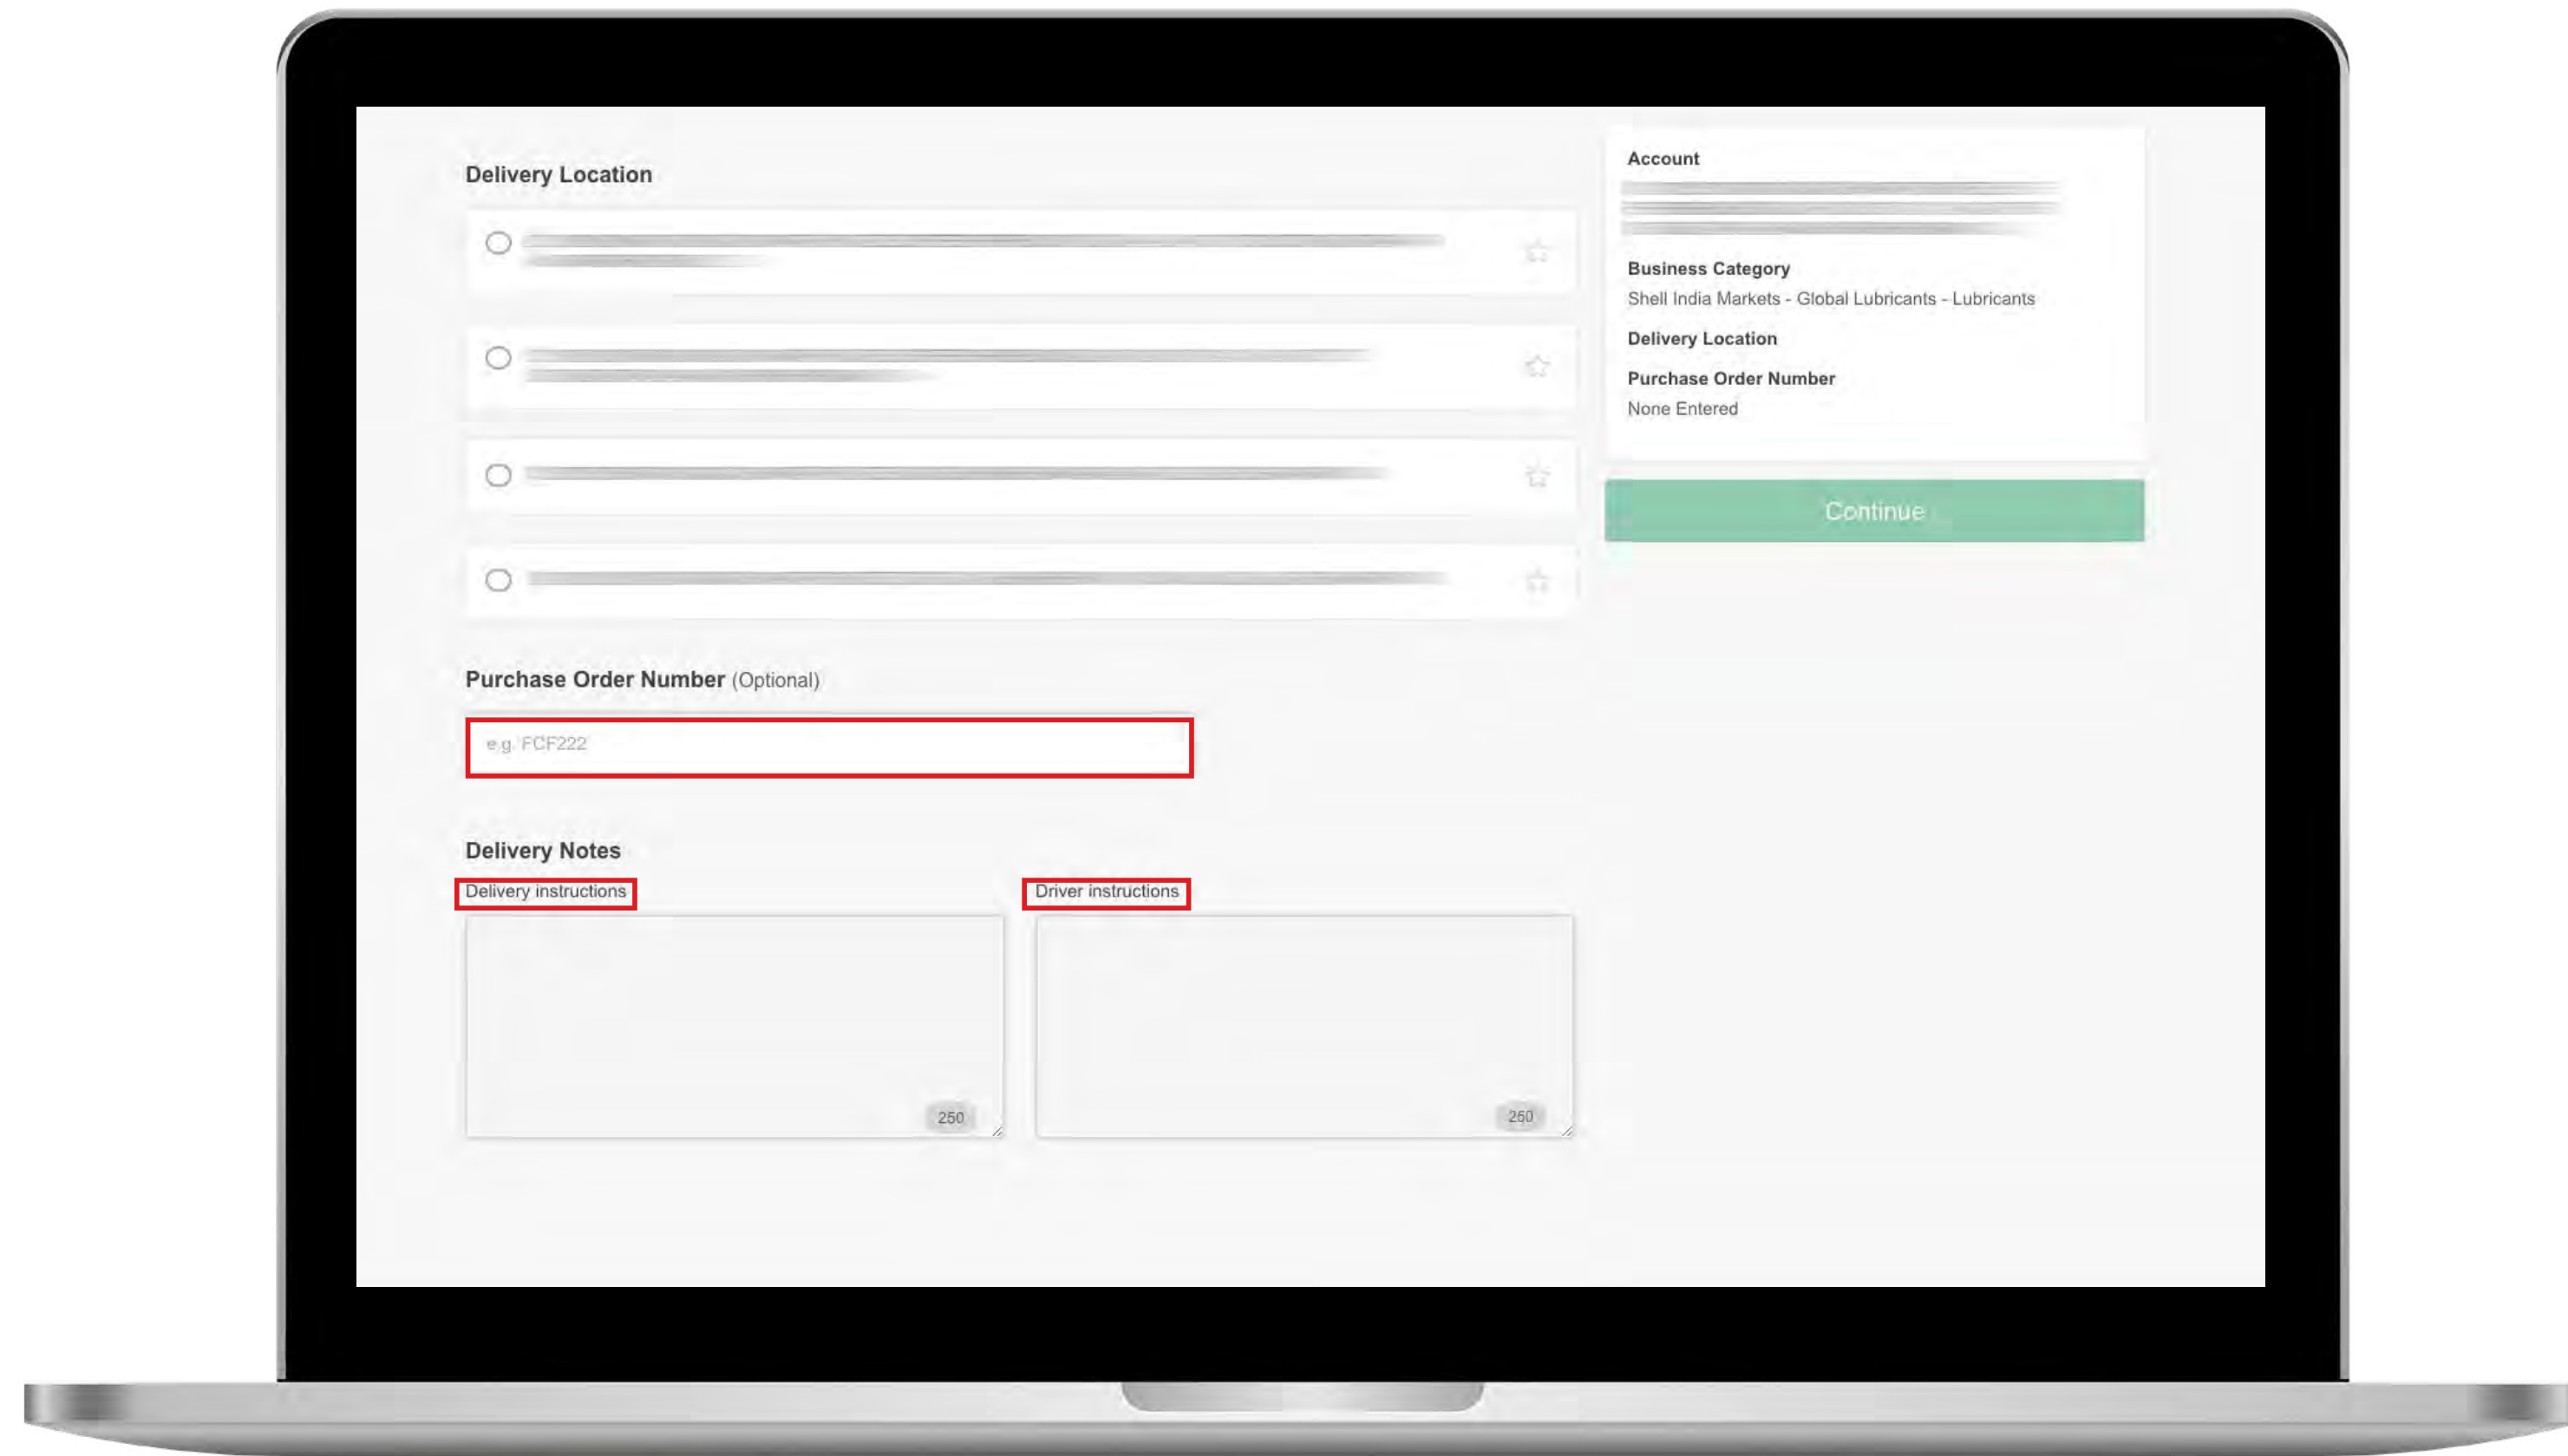 Delivery Location
Purchase Order Number (Optional)
e.g. FCF222
Delivery Notes
Delivery instructions
Driver instructions
250
250
Account
Business Category
Shell India Markets - Global Lubricants - Lubricants
Delivery Location
Purchase Order Number
None Entered
Continue